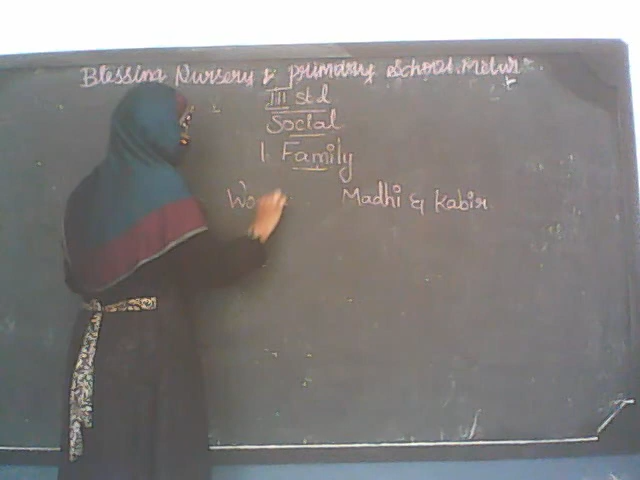 Blessing Nursery & primary School. Melur
III std
Social
1. Family
Madhi & Kabir